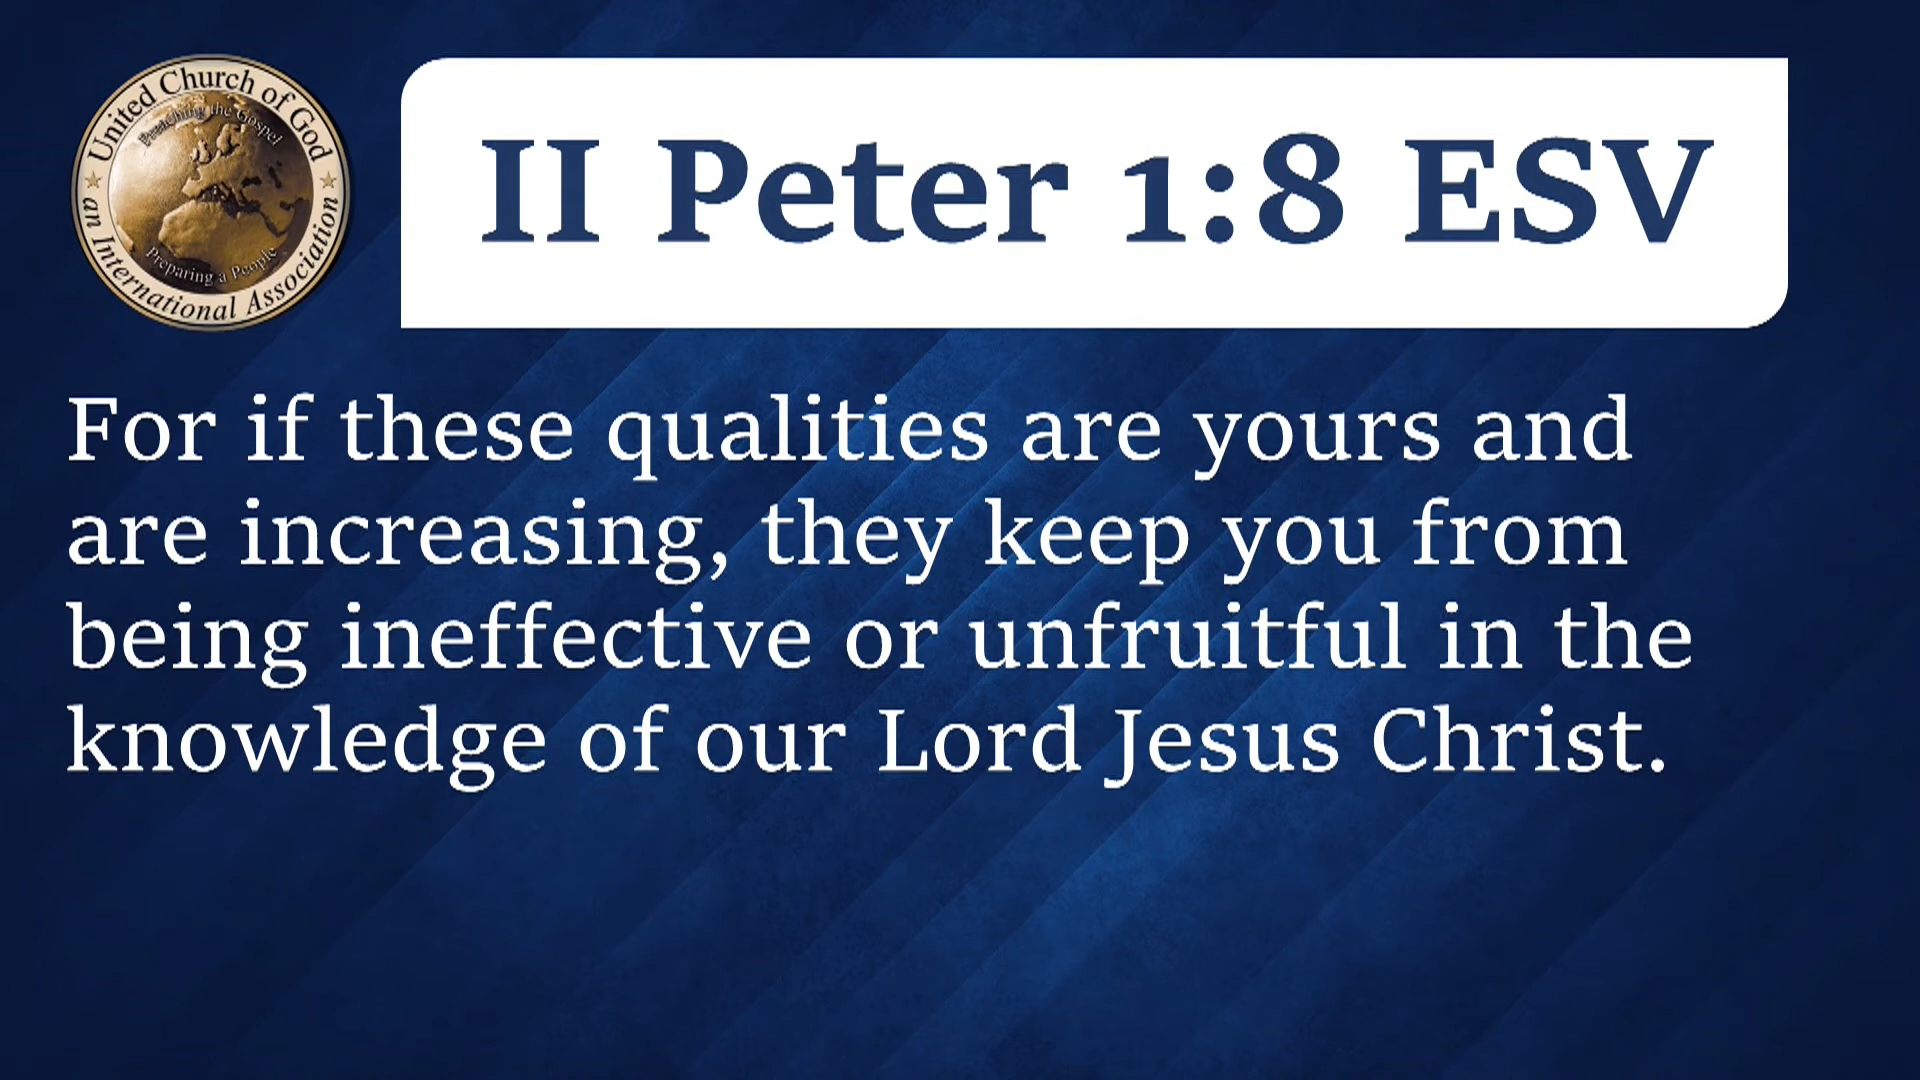 United Church of God
Preaching the Gospel
Preparing a People
an International Association
II Peter 1:8 ESV
For if these qualities are yours and
are increasing, they keep you from
being ineffective or unfruitful in the
knowledge of our Lord Jesus Christ.